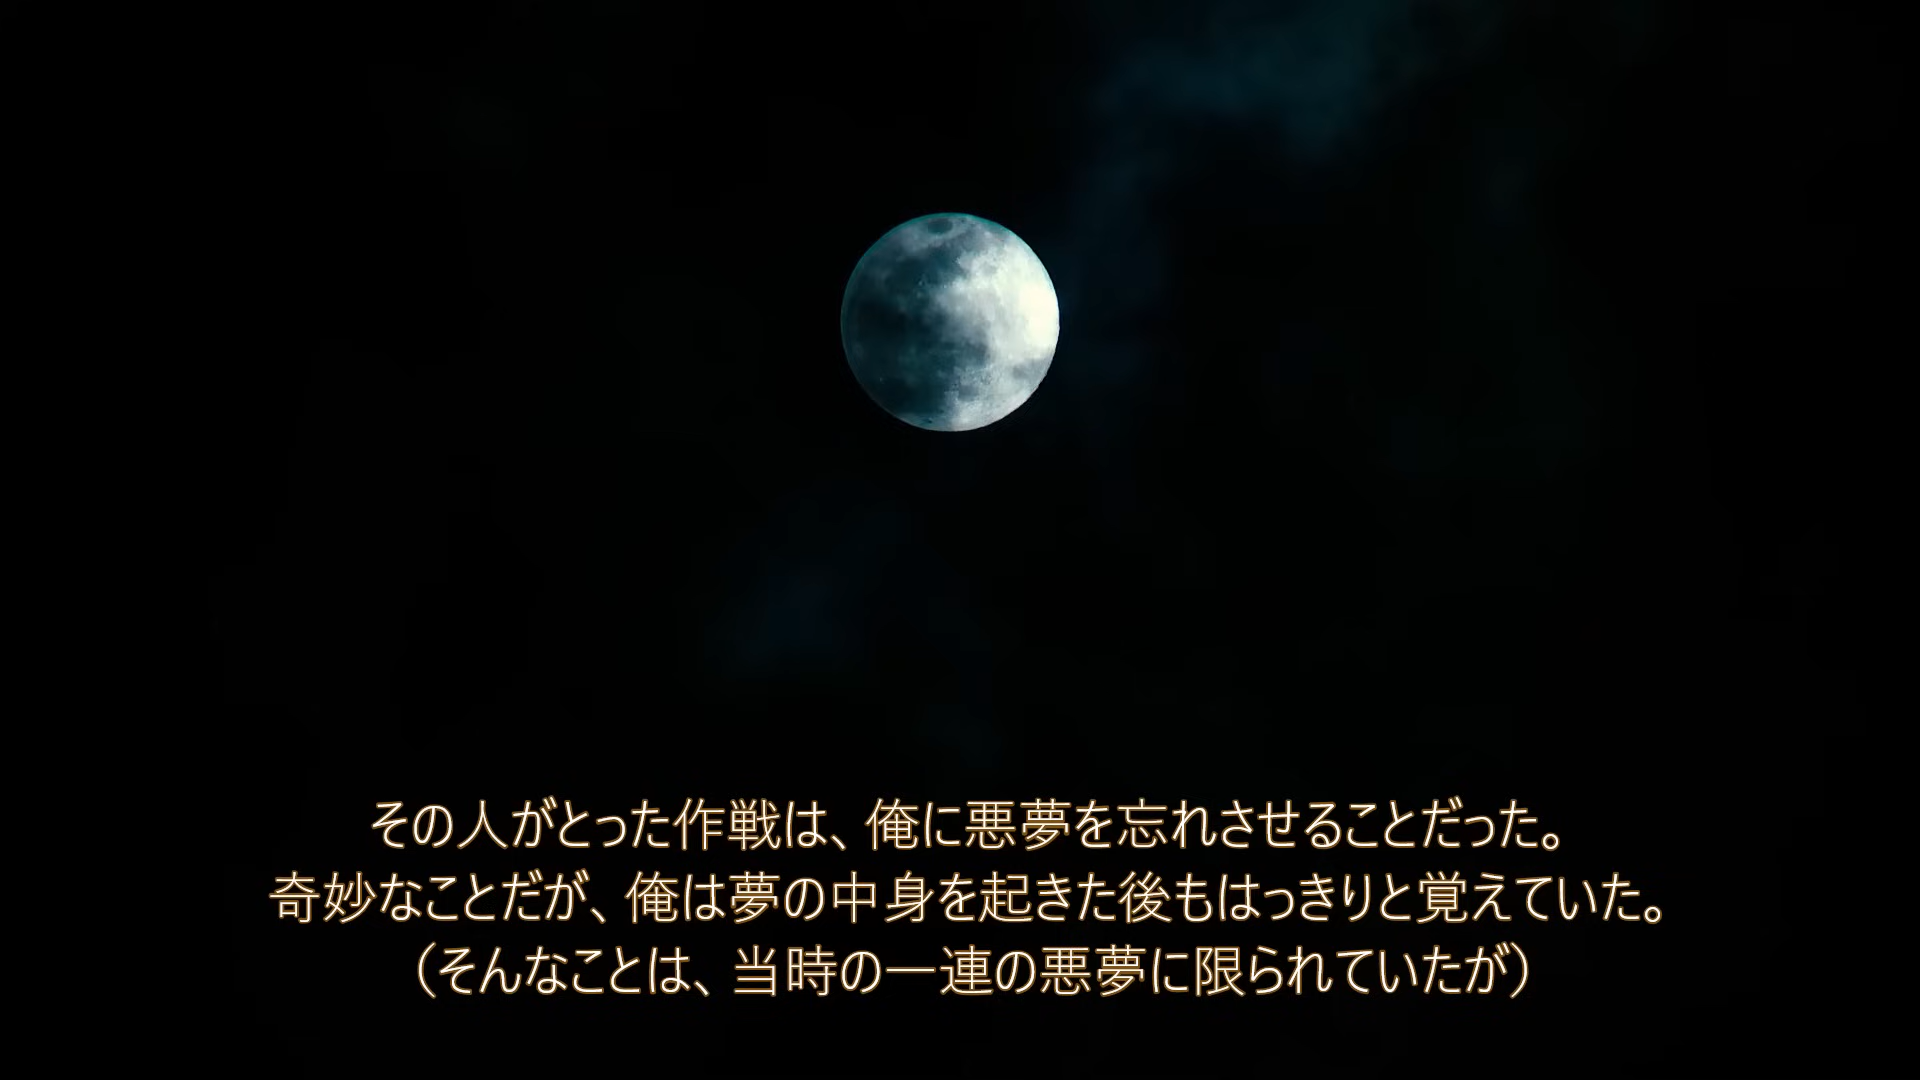 その人がとった作戦は、俺に悪夢を忘れさせることだった。
奇妙なことだが、俺は夢の中身を起きた後もはっきりと覚えていた。
（そんなことは、当時の一連の悪夢に限られていたが）